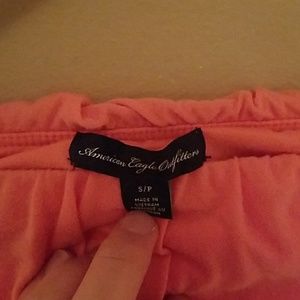 American Eagle Outfitters
S/P
MADE IN
VIETNAM